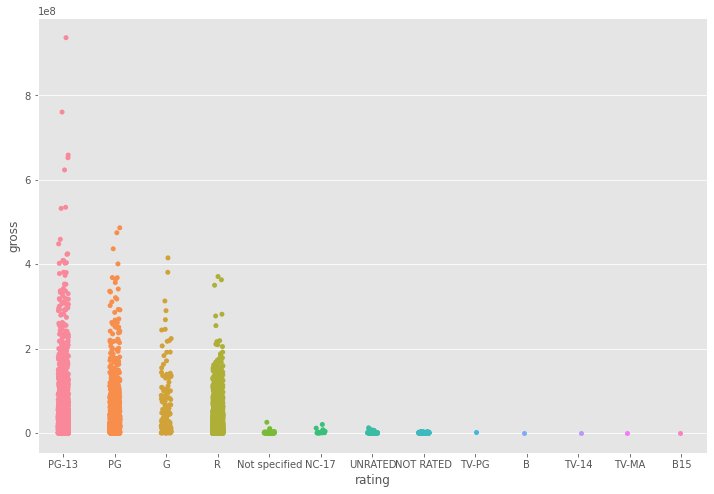 1e8
8
6
4
2
0
gross
PG-13 PG G R Not specified NC-17 UNRATED NOT RATED TV-PG B TV-14 TV-MA B15
rating